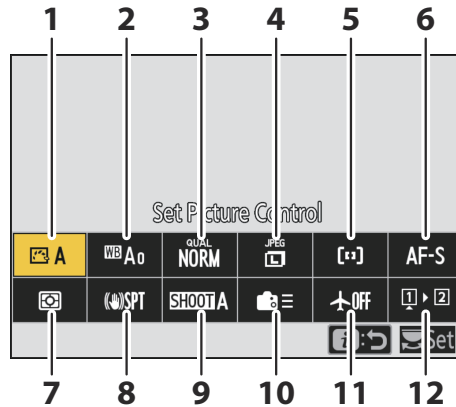 1 2 3 4 5 6
Set Picture Control
A WB A0 QUAL NORM JPEG L [ ] AF-S
SPT SHOOT A OFF 1 ▸ 2
i: Set
7 8 9 10 11 12